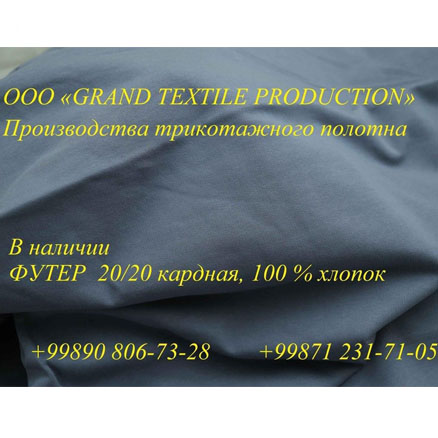 ООО «GRAND TEXTILE PRODUCTION»
Производства трикотажного полотна
В наличии
ФУТЕР 20/20 кардная, 100 % хлопок
+99890 806-73-28 +99871 231-71-05